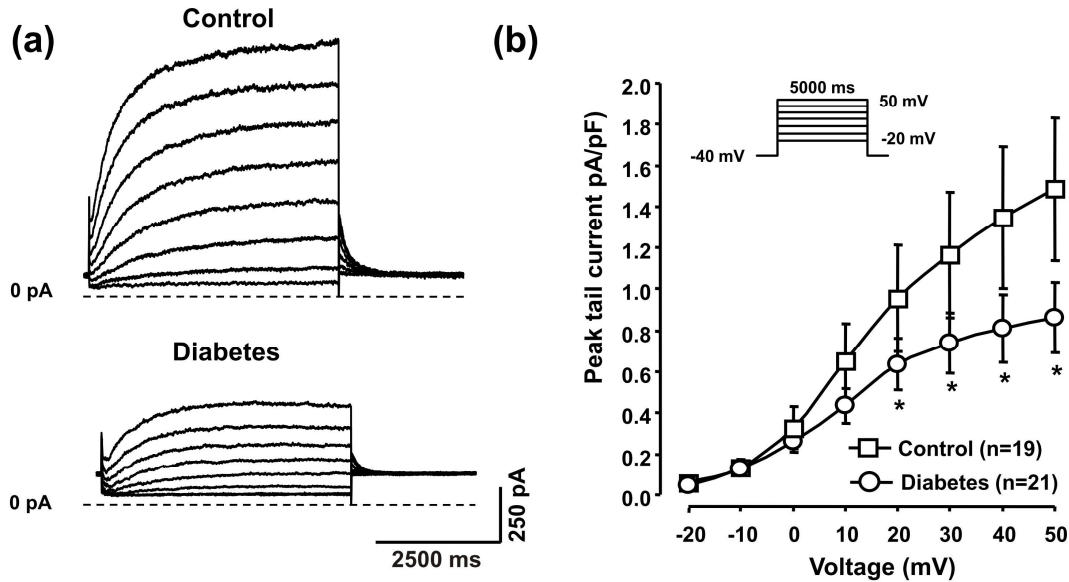 (a)
Control
0 pA
Diabetes
0 pA
250 pA
2500 ms
(b)
Peak tail current pA/pF
2.0
1.8
1.6
1.4
1.2
1.0
0.8
0.6
0.4
0.2
0.0
5000 ms
50 mV
-20 mV
-40 mV
* * * *
Control (n=19)
Diabetes (n=21)
-20 -10 0 10 20 30 40 50
Voltage (mV)